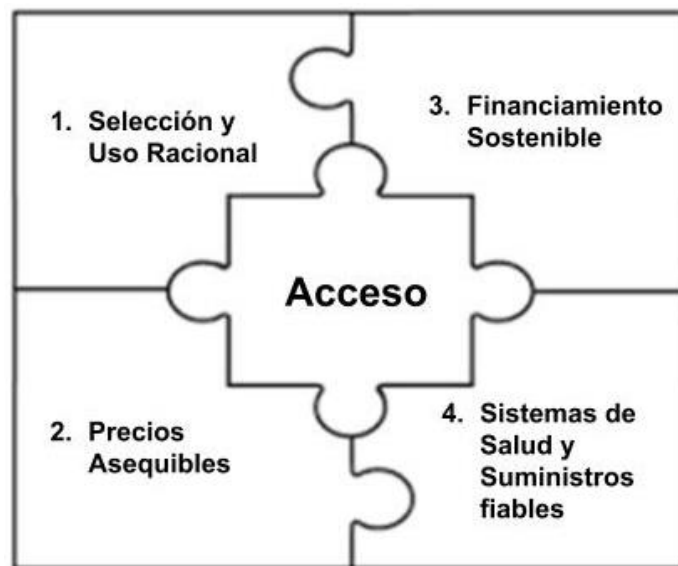 1. Selección y
Uso Racional
3. Financiamiento
Sostenible
Acceso
2. Precios
Asequibles
4. Sistemas de
Salud y
Suministros
fiables